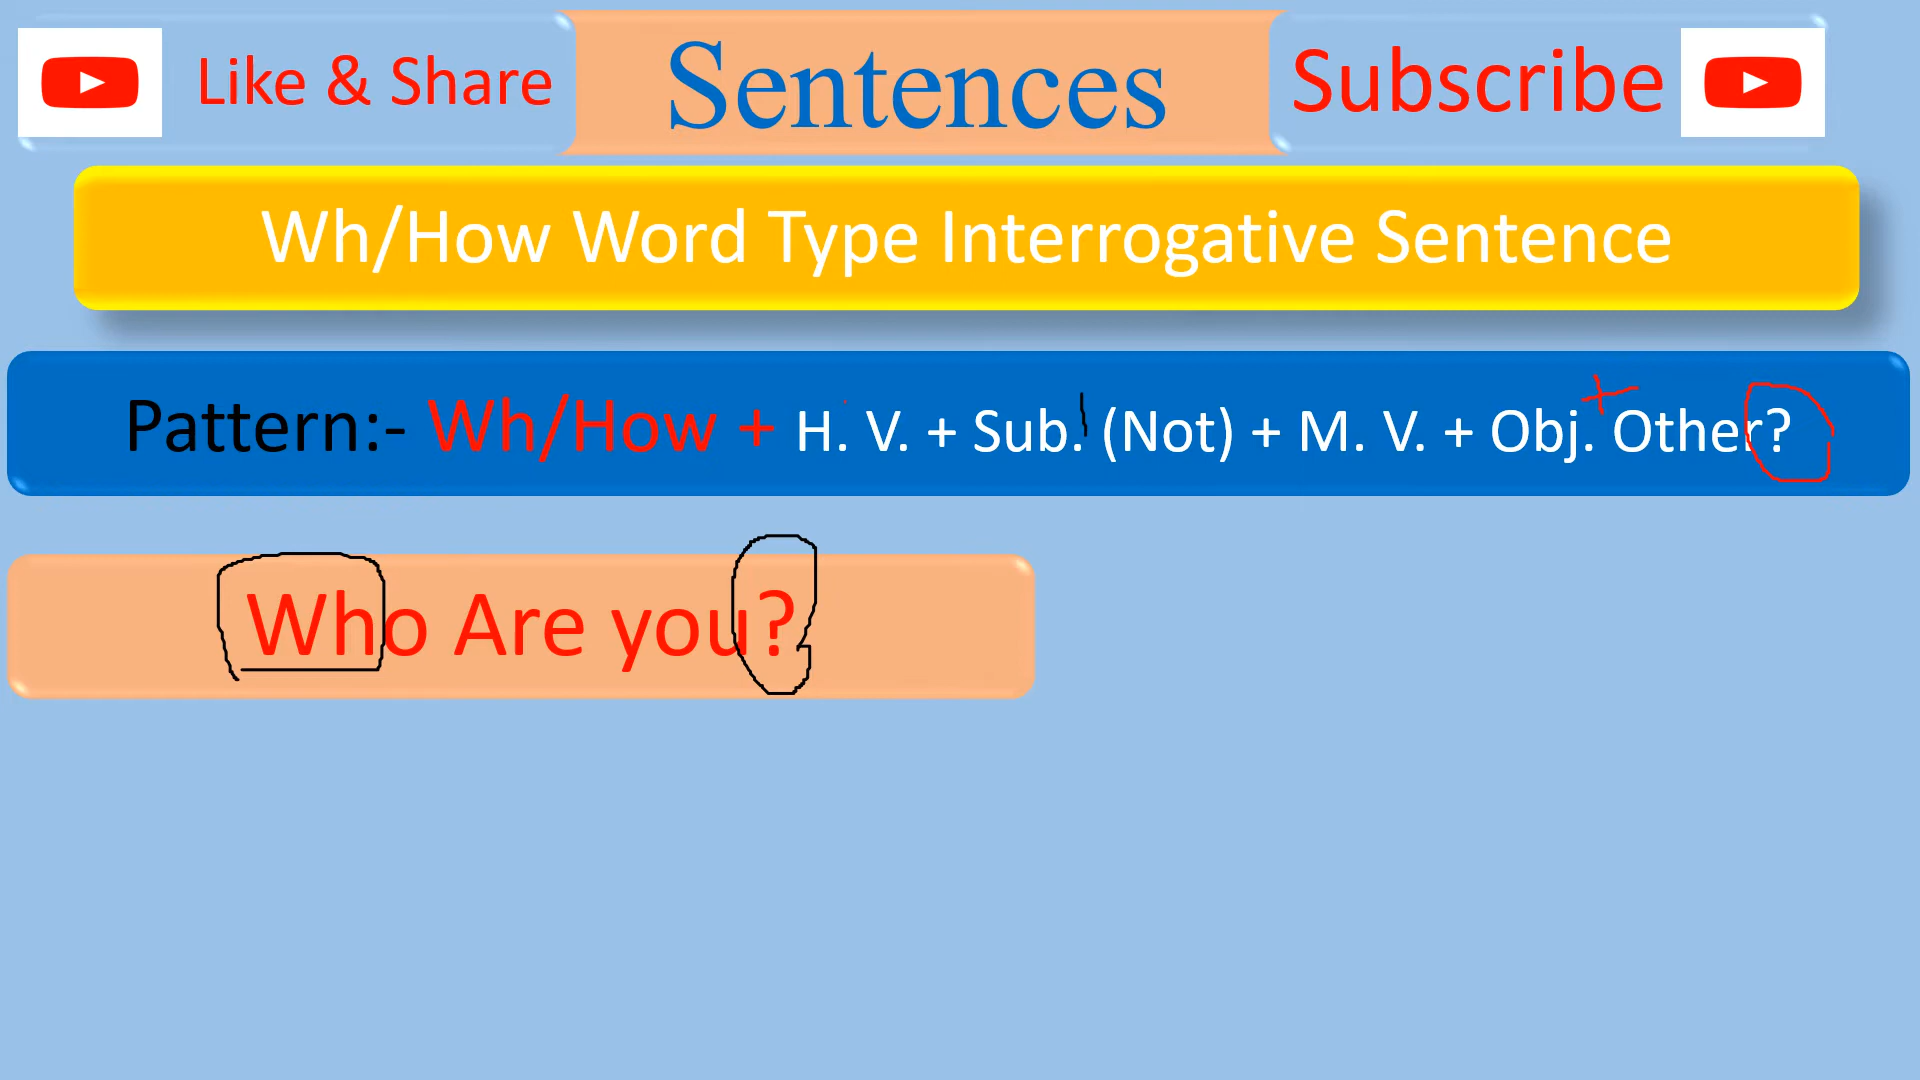 Like & Share
Sentences
Subscribe
Wh/How Word Type Interrogative Sentence
Pattern:- Wh/How + H. V. + Sub. (Not) + M. V. + Obj. + Other?
Who Are you?